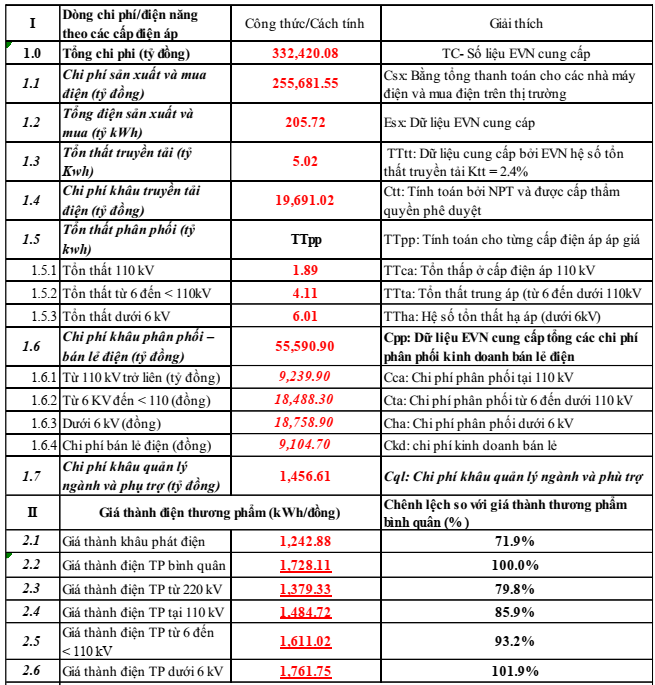 I Dòng chi phí/điện năng theo các cấp điện áp Công thức/Cách tính Giải thích
1.0 Tổng chi phí (tỷ đồng) 332,420.08 TC- Số liệu EVN cung cấp
1.1 Chi phí sản xuất và mua điện (tỷ đồng) 255,681.55 Csx: Bằng tổng thanh toán cho các nhà máy điện và mua điện trên thị trường
1.2 Tổng điện sản xuất và mua (tỷ kWh) 205.72 Esx: Dữ liệu EVN cung cáp
1.3 Tổn thất truyền tải (tỷ Kwh) 5.02 TTtt: Dữ liệu cung cấp bởi EVN hệ số tổn thất truyền tải Ktt = 2.4%
1.4 Chi phí khâu truyền tải điện (tỷ đồng) 19,691.02 Ctt: Tính toán bởi NPT và được cấp thẩm quyền phê duyệt
1.5 Tổn thất phân phối (tỷ kwh) TTpp TTpp: Tính toán cho từng cấp điện áp áp giá
1.5.1 Tổn thất 110 kV 1.89 TTca: Tổn thấp ở cấp điện áp 110 kV
1.5.2 Tổn thất từ 6 đến < 110kV 4.11 TTta: Tổn thất trung áp (từ 6 đến dưới 110kV
1.5.3 Tổn thất dưới 6 kV 6.01 TTha: Hệ số tổn thất hạ áp (dưới 6kV)
1.6 Chi phí khâu phân phối – bán lẻ điện (tỷ đồng) 55,590.90 Cpp: Dữ liệu EVN cung cấp tổng các chi phí phân phối kinh doanh bán lẻ điện
1.6.1 Từ 110 kV trở liên (tỷ đồng) 9,239.90 Cca: Chi phí phân phối tại 110 kV
1.6.2 Từ 6 KV đến < 110 (đồng) 18,488.30 Cta: Chi phí phân phối từ 6 đến dưới 110 kV
1.6.3 Dưới 6 kV (đồng) 18,758.90 Cha: Chi phí phân phối dưới 6 kV
1.6.4 Chi phí bán lẻ điện (đồng) 9,104.70 Ckd: chi phí kinh doanh bán lẻ
1.7 Chi phí khâu quản lý ngành và phụ trợ (tỷ đồng) 1,456.61 Cql: Chi phí khâu quản lý ngành và phù trợ
II Giá thành điện thương phẩm (kWh/đồng) Chênh lệch so với giá thành thương phẩm bình quân (%)
2.1 Giá thành khâu phát điện 1,242.88 71.9%
2.2 Giá thành điện TP bình quân 1,728.11 100.0%
2.3 Giá thành điện TP từ 220 kV 1,379.33 79.8%
2.4 Giá thành điện TP tại 110 kV 1,484.72 85.9%
2.5 Giá thành điện TP từ 6 đến < 110 kV 1,611.02 93.2%
2.6 Giá thành điện TP dưới 6 kV 1,761.75 101.9%